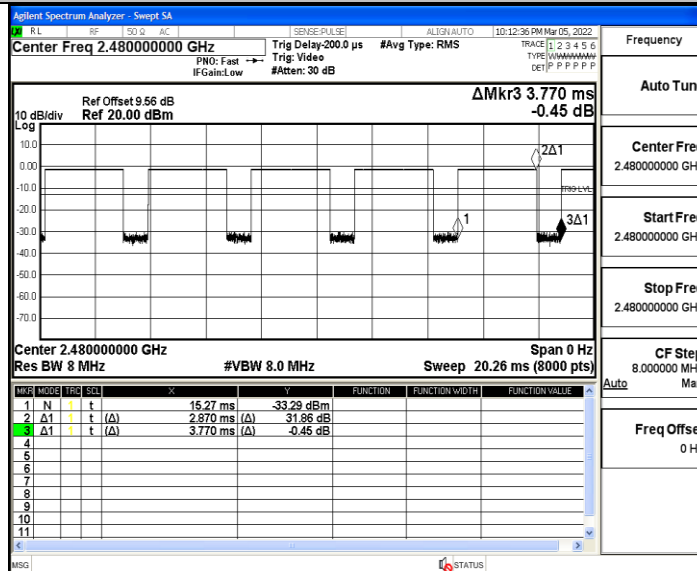 Agilent Spectrum Analyzer - Swept SA
RL RF 50 Ω AC SENSE:PULSE ALIGN AUTO 10:12:36 PM Mar 05, 2022
Center Freq 2.480000000 GHz
PNO: Fast
IFGain:Low
Trig Delay-200.0 µs
Trig: Video
#Atten: 30 dB
#Avg Type: RMS
TRACE 1 2 3 4 5 6
TYPE WWWWWW
DET P P P P P P
Ref Offset 9.56 dB
10 dB/div Ref 20.00 dBm
Log
ΔMkr3 3.770 ms
-0.45 dB
10.0
0.00
-10.0
-20.0
-30.0
-40.0
-50.0
-60.0
-70.0
2Δ1
TRIG LVL
1
3Δ1
Center 2.480000000 GHz Span 0 Hz
Res BW 8 MHz #VBW 8.0 MHz Sweep 20.26 ms (8000 pts)
MKR MODE TRC SCL X Y FUNCTION FUNCTION WIDTH FUNCTION VALUE
1 N 1 t 15.27 ms -33.29 dBm
2 Δ1 1 t (Δ) 2.870 ms (Δ) 31.86 dB
3 Δ1 1 t (Δ) 3.770 ms (Δ) -0.45 dB
4
5
6
7
8
9
10
11
MSG STATUS
Frequency
Auto Tun
Center Fre
2.480000000 GH
Start Fre
2.480000000 GH
Stop Fre
2.480000000 GH
CF Step
8.000000 MH
Auto Ma
Freq Offse
0 H